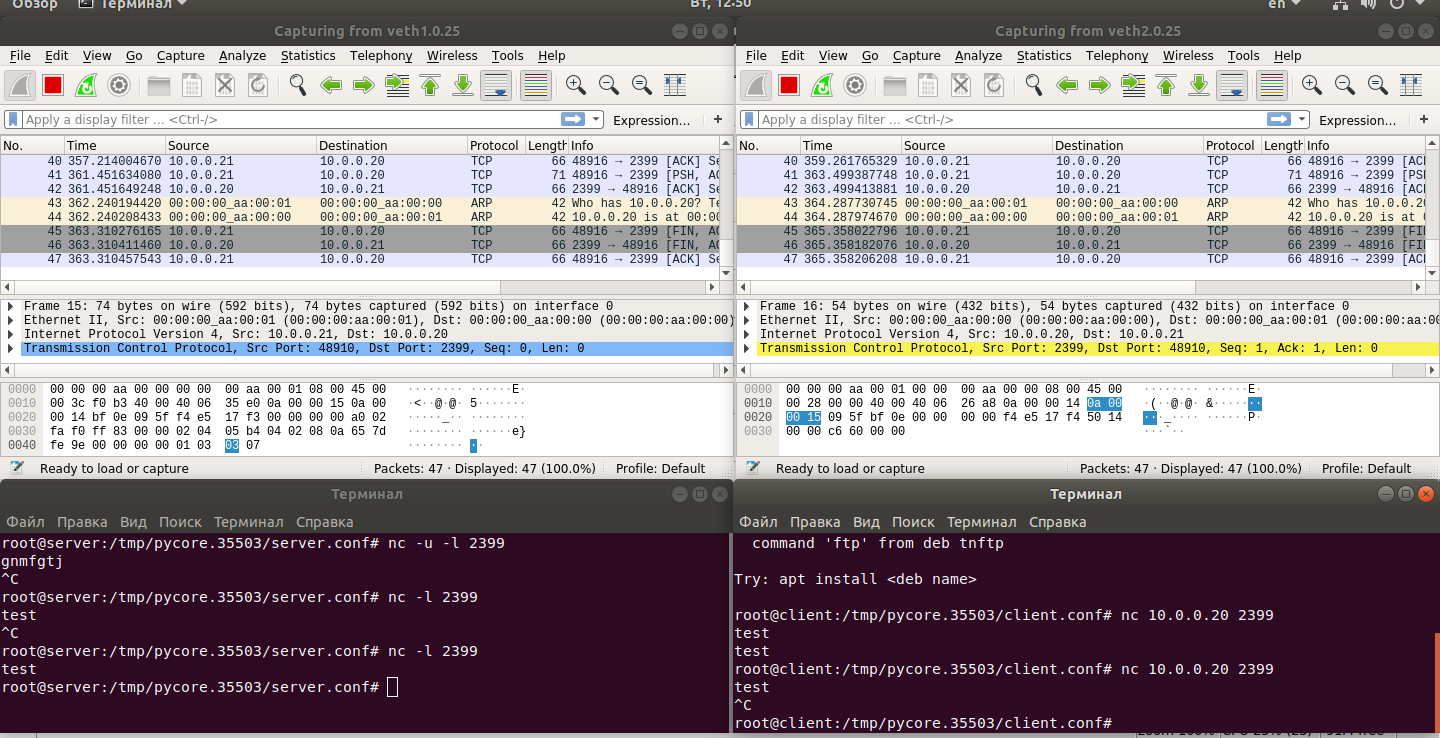 Обзор Терминал Вт, 12:50 en
Capturing from veth1.0.25
File Edit View Go Capture Analyze Statistics Telephony Wireless Tools Help
Apply a display filter ... <Ctrl-/> Expression... +
No. Time Source Destination Protocol Length Info
40 357.214004670 10.0.0.21 10.0.0.20 TCP 66 48916 → 2399 [ACK] Se
41 361.451634080 10.0.0.21 10.0.0.20 TCP 71 48916 → 2399 [PSH, AC
42 361.451649248 10.0.0.20 10.0.0.21 TCP 66 2399 → 48916 [ACK] Se
43 362.240194420 00:00:00_aa:00:01 00:00:00_aa:00:00 ARP 42 Who has 10.0.0.20? Te
44 362.240208433 00:00:00_aa:00:00 00:00:00_aa:00:01 ARP 42 10.0.0.20 is at 00:00
45 363.310276165 10.0.0.21 10.0.0.20 TCP 66 48916 → 2399 [FIN, AC
46 363.310411460 10.0.0.20 10.0.0.21 TCP 66 2399 → 48916 [FIN, AC
47 363.310457543 10.0.0.21 10.0.0.20 TCP 66 48916 → 2399 [ACK] Se
Frame 15: 74 bytes on wire (592 bits), 74 bytes captured (592 bits) on interface 0
Ethernet II, Src: 00:00:00_aa:00:01 (00:00:00:aa:00:01), Dst: 00:00:00_aa:00:00 (00:00:00:aa:00:00)
Internet Protocol Version 4, Src: 10.0.0.21, Dst: 10.0.0.20
Transmission Control Protocol, Src Port: 48910, Dst Port: 2399, Seq: 0, Len: 0
0000 00 00 00 aa 00 00 00 00 00 aa 00 01 08 00 45 00 ········ ······E·
0010 00 3c f0 b3 40 00 40 06 35 e0 0a 00 00 15 0a 00 ·<··@·@· 5·······
0020 00 14 bf 0e 09 5f f4 e5 17 f3 00 00 00 00 a0 02 ·····_·· ········
0030 fa f0 ff 83 00 00 02 04 05 b4 04 02 08 0a 65 7d ········ ······e}
0040 fe 9e 00 00 00 00 01 03 03 07 ········ ··
Ready to load or capture Packets: 47 · Displayed: 47 (100.0%) Profile: Default
Capturing from veth2.0.25
File Edit View Go Capture Analyze Statistics Telephony Wireless Tools Help
Apply a display filter ... <Ctrl-/> Expression... +
No. Time Source Destination Protocol Length Info
40 359.261765329 10.0.0.21 10.0.0.20 TCP 66 48916 → 2399 [ACK
41 363.499387748 10.0.0.21 10.0.0.20 TCP 71 48916 → 2399 [PSH
42 363.499413881 10.0.0.20 10.0.0.21 TCP 66 2399 → 48916 [ACK
43 364.287730745 00:00:00_aa:00:01 00:00:00_aa:00:00 ARP 42 Who has 10.0.0.20
44 364.287974670 00:00:00_aa:00:00 00:00:00_aa:00:01 ARP 42 10.0.0.20 is at 0
45 365.358022796 10.0.0.21 10.0.0.20 TCP 66 48916 → 2399 [FIN
46 365.358182076 10.0.0.20 10.0.0.21 TCP 66 2399 → 48916 [FIN
47 365.358206208 10.0.0.21 10.0.0.20 TCP 66 48916 → 2399 [ACK
Frame 16: 54 bytes on wire (432 bits), 54 bytes captured (432 bits) on interface 0
Ethernet II, Src: 00:00:00_aa:00:00 (00:00:00:aa:00:00), Dst: 00:00:00_aa:00:01 (00:00:00:a
Internet Protocol Version 4, Src: 10.0.0.20, Dst: 10.0.0.21
Transmission Control Protocol, Src Port: 2399, Dst Port: 48910, Seq: 1, Ack: 1, Len: 0
0000 00 00 00 aa 00 01 00 00 00 aa 00 00 08 00 45 00 ········ ······E·
0010 00 28 00 00 40 00 40 06 26 a8 0a 00 00 14 0a 00 ·(··@·@· &·······
0020 00 15 09 5f bf 0e 00 00 00 00 f4 e5 17 f4 50 14 ···_···· ······P·
0030 00 00 c6 60 00 00 ···`··
Ready to load or capture Packets: 47 · Displayed: 47 (100.0%) Profile: Default
Терминал
Файл Правка Вид Поиск Терминал Справка
root@server:/tmp/pycore.35503/server.conf# nc -u -l 2399
gnmfgtj
^C
root@server:/tmp/pycore.35503/server.conf# nc -l 2399
test
^C
root@server:/tmp/pycore.35503/server.conf# nc -l 2399
test
root@server:/tmp/pycore.35503/server.conf#
Терминал
Файл Правка Вид Поиск Терминал Справка
command 'ftp' from deb tnftp
Try: apt install <deb name>
root@client:/tmp/pycore.35503/client.conf# nc 10.0.0.20 2399
test
test
root@client:/tmp/pycore.35503/client.conf# nc 10.0.0.20 2399
test
^C
root@client:/tmp/pycore.35503/client.conf#